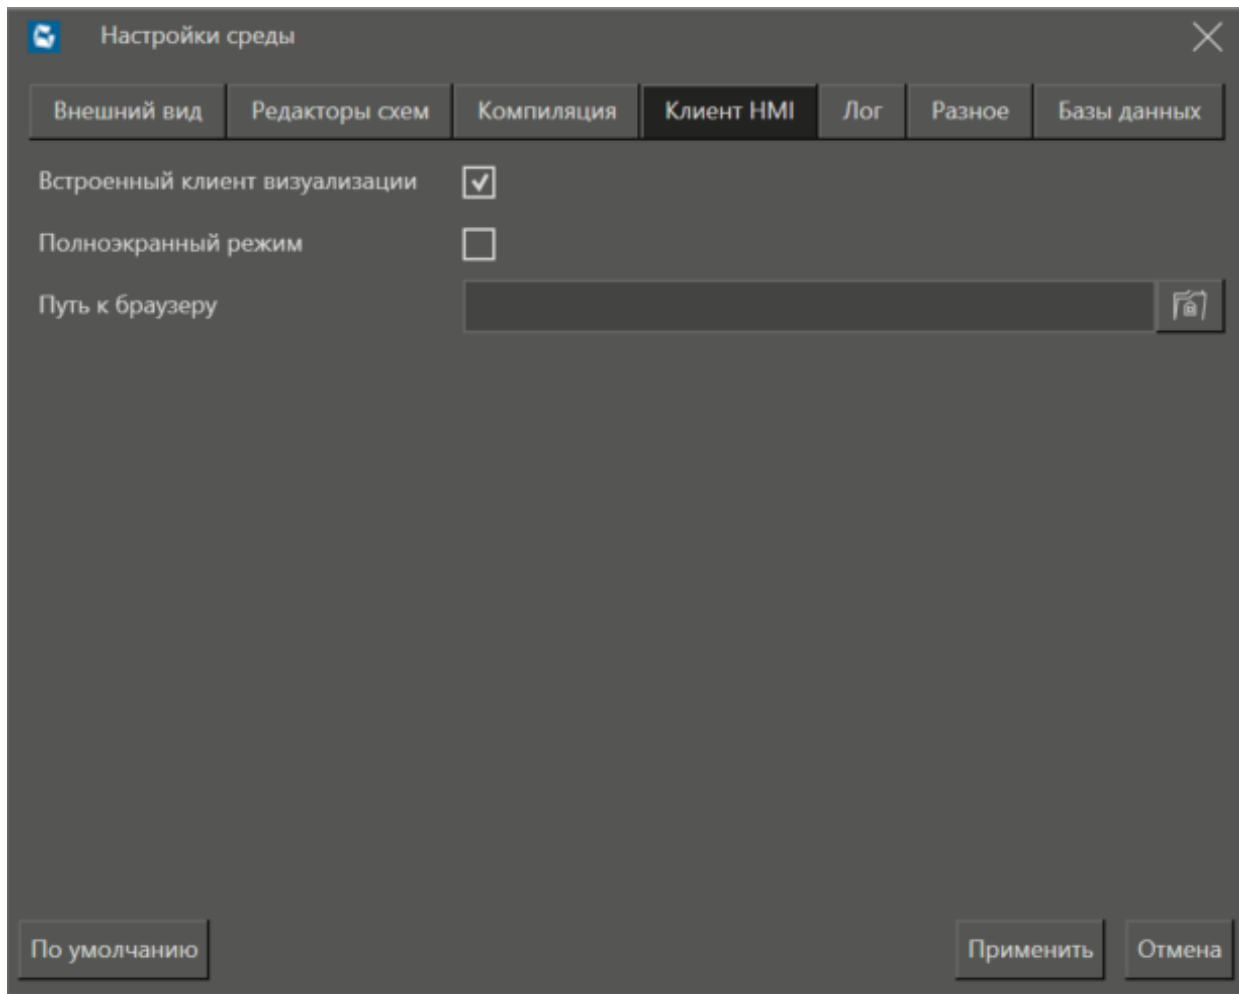 Настройки среды
Внешний вид Редакторы схем Компиляция Клиент HMI Лог Разное Базы данных
Встроенный клиент визуализации
Полноэкранный режим
Путь к браузеру
По умолчанию Применить Отмена